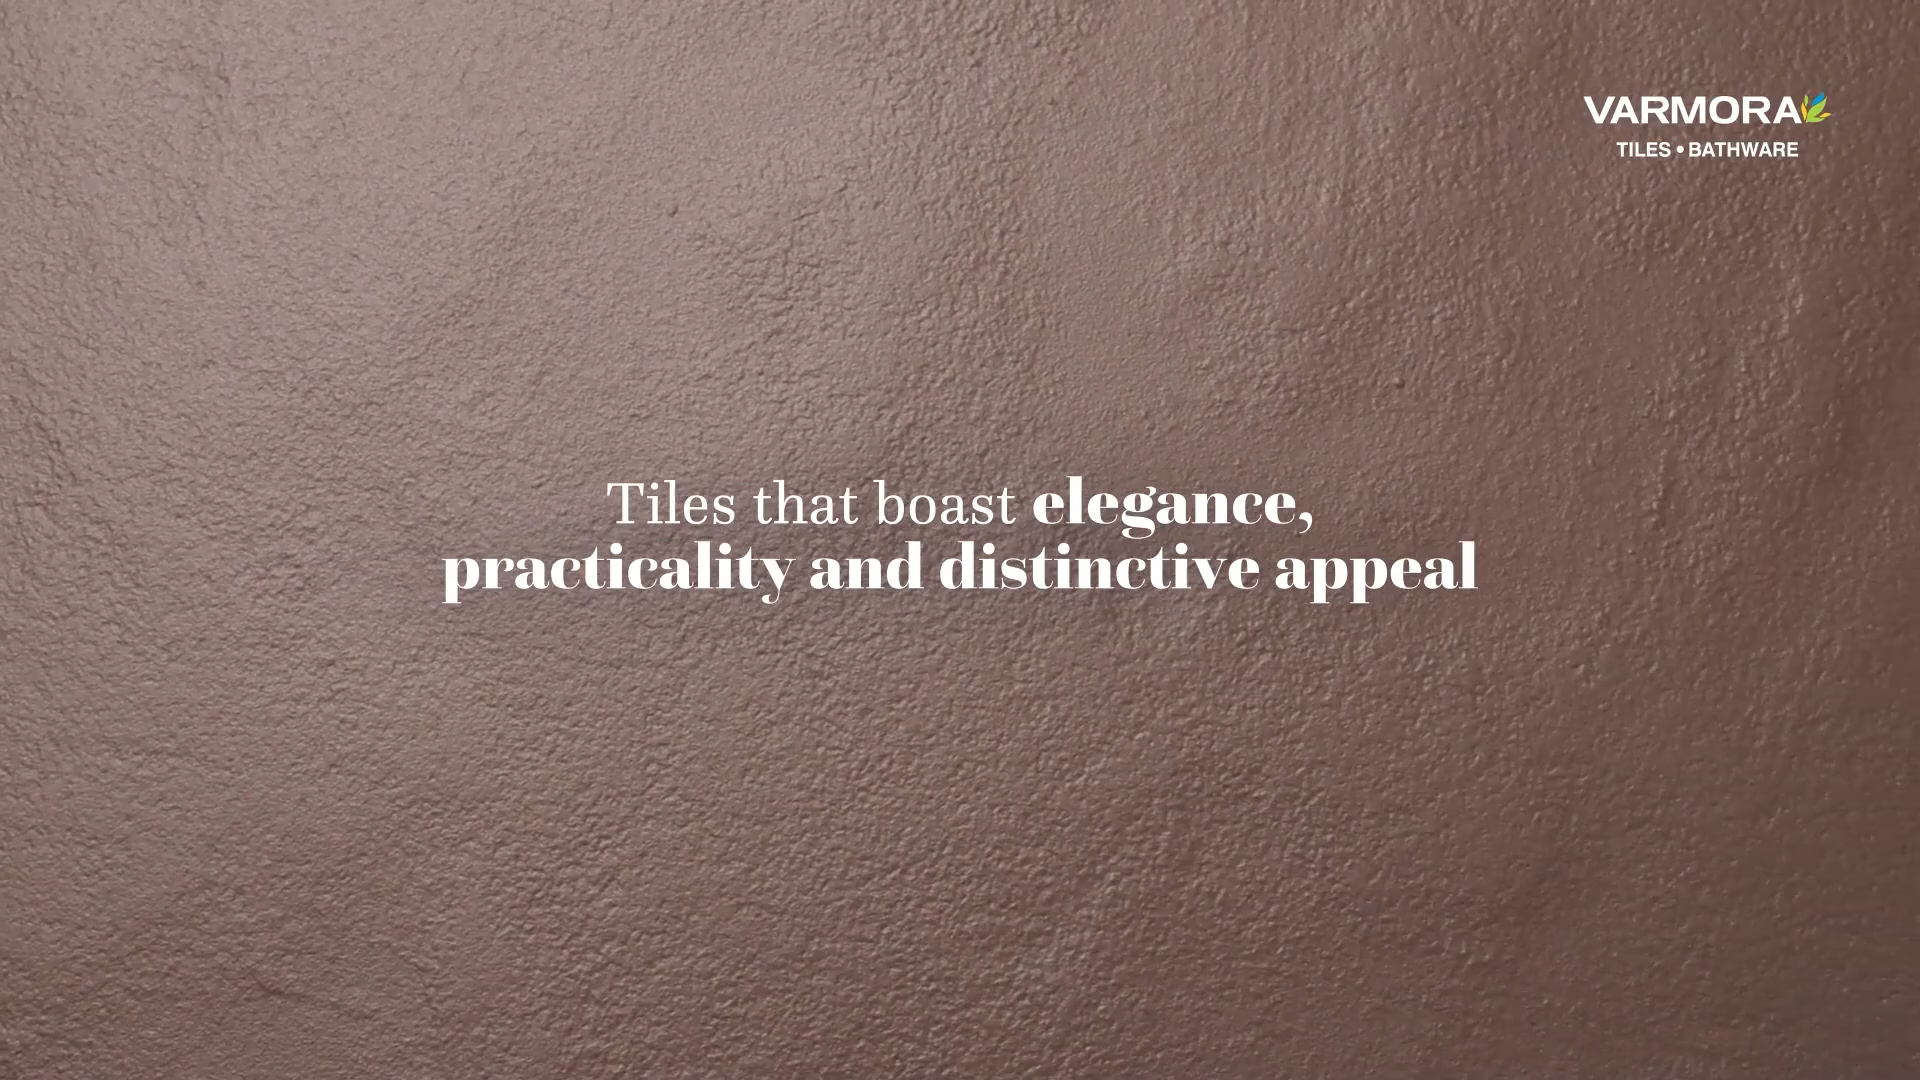 VARMORA
TILES • BATHWARE
Tiles that boast elegance,
practicality and distinctive appeal